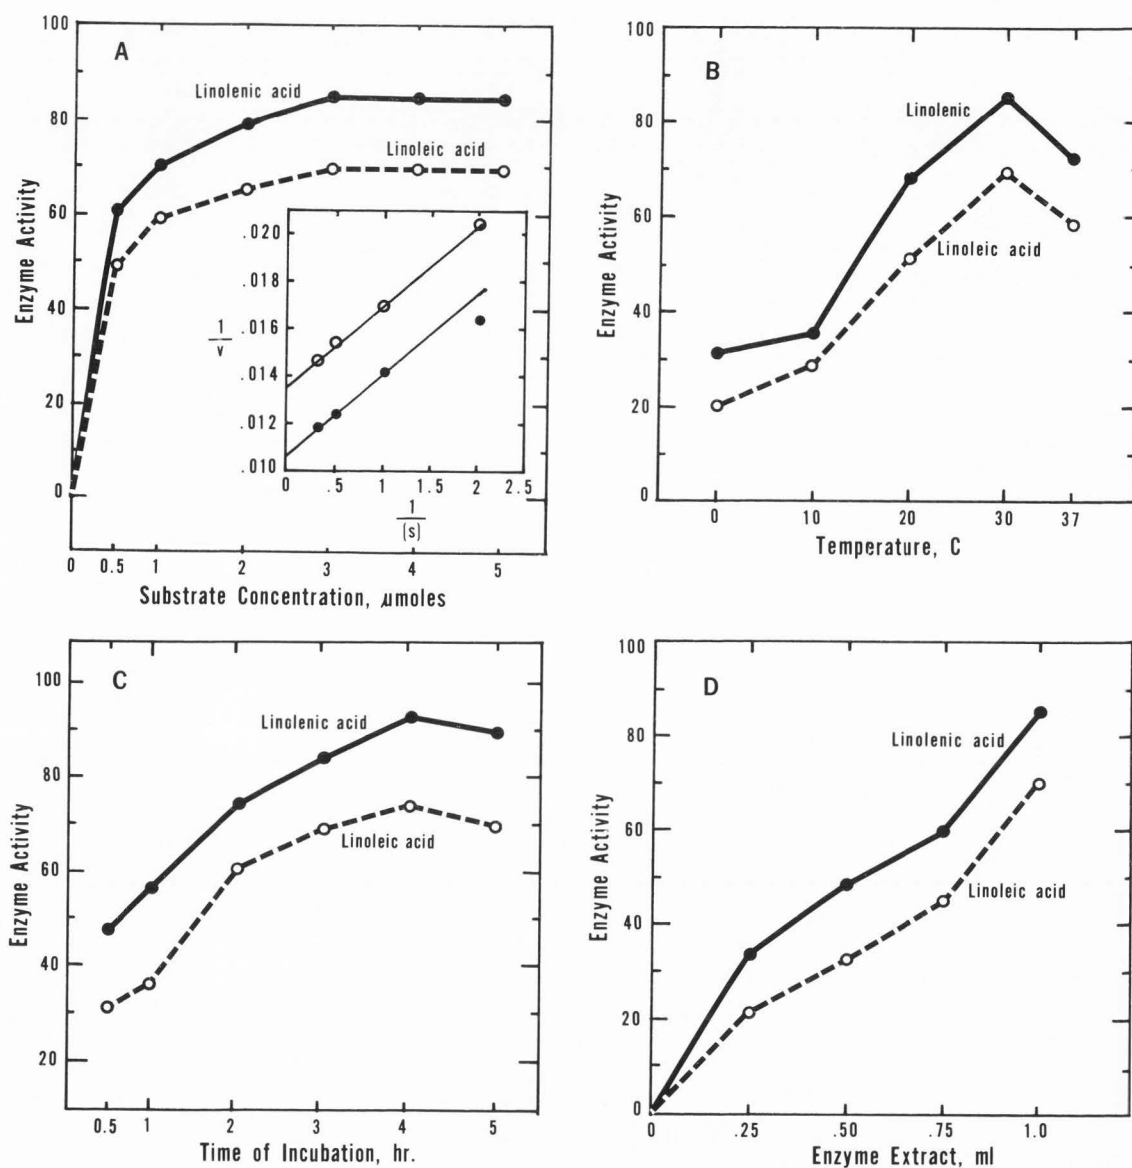 A
100
80
60
40
20
0
Enzyme Activity
Linolenic acid
Linoleic acid
.020
.018
.016
.014
.012
.010
1
v
0 .5 1 1.5 2 2.5
1
(s)
0 0.5 1 2 3 4 5
Substrate Concentration, µmoles
B
100
80
60
40
20
0
Enzyme Activity
Linolenic
Linoleic acid
0 10 20 30 37
Temperature, C
C
100
80
60
40
20
Enzyme Activity
Linolenic acid
Linoleic acid
0.5 1 2 3 4 5
Time of Incubation, hr.
D
100
80
60
40
20
0
Enzyme Activity
Linolenic acid
Linoleic acid
0 .25 .50 .75 1.0
Enzyme Extract, ml